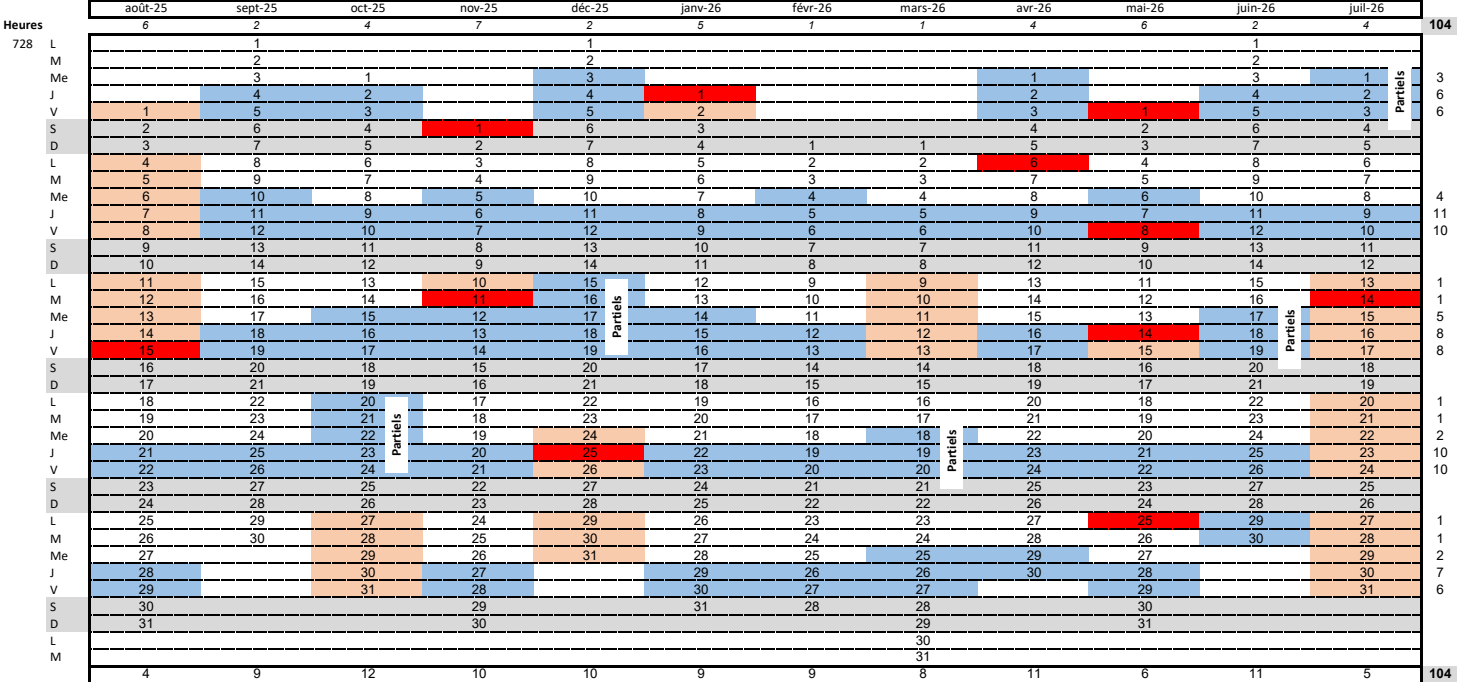 août-25 sept-25 oct-25 nov-25 déc-25 janv-26 févr-26 mars-26 avr-26 mai-26 juin-26 juil-26
Heures 6 2 4 7 2 5 1 1 4 6 2 4 104
728 L 1 1 1
M 2 2 2
Me 3 1 3 1 3 1 3
J 4 2 4 1 2 4 2 6
V 1 5 3 5 2 3 1 5 3 6
S 2 6 4 1 6 3 4 2 6 4
D 3 7 5 2 7 4 1 1 5 3 7 5
L 4 8 6 3 8 5 2 2 6 4 8 6
M 5 9 7 4 9 6 3 3 7 5 9 7
Me 6 10 8 5 10 7 4 4 8 6 10 8 4
J 7 11 9 6 11 8 5 5 9 7 11 9 11
V 8 12 10 7 12 9 6 6 10 8 12 10 10
S 9 13 11 8 13 10 7 7 11 9 13 11
D 10 14 12 9 14 11 8 8 12 10 14 12
L 11 15 13 10 15 12 9 9 13 11 15 13 1
M 12 16 14 11 16 13 10 10 14 12 16 14 1
Me 13 17 15 12 17 14 11 11 15 13 17 15 5
J 14 18 16 13 18 15 12 12 16 14 18 16 8
V 15 19 17 14 19 16 13 13 17 15 19 17 8
S 16 20 18 15 20 17 14 14 18 16 20 18
D 17 21 19 16 21 18 15 15 19 17 21 19
L 18 22 20 17 22 19 16 16 20 18 22 20 1
M 19 23 21 18 23 20 17 17 21 19 23 21 1
Me 20 24 22 19 24 21 18 18 22 20 24 22 2
J 21 25 23 20 25 22 19 19 23 21 25 23 10
V 22 26 24 21 26 23 20 20 24 22 26 24 10
S 23 27 25 22 27 24 21 21 25 23 27 25
D 24 28 26 23 28 25 22 22 26 24 28 26
L 25 29 27 24 29 26 23 23 27 25 29 27 1
M 26 30 28 25 30 27 24 24 28 26 30 28 1
Me 27 29 26 31 28 25 25 29 27 29 2
J 28 30 27 29 26 26 30 28 30 7
V 29 31 28 30 27 27 29 31 6
S 30 29 31 28 28 30
D 31 30 29 31
L 30
M 31
4 9 12 10 10 9 9 8 11 6 11 5 104
Partiels
Partiels
Partiels
Partiels
Partiels